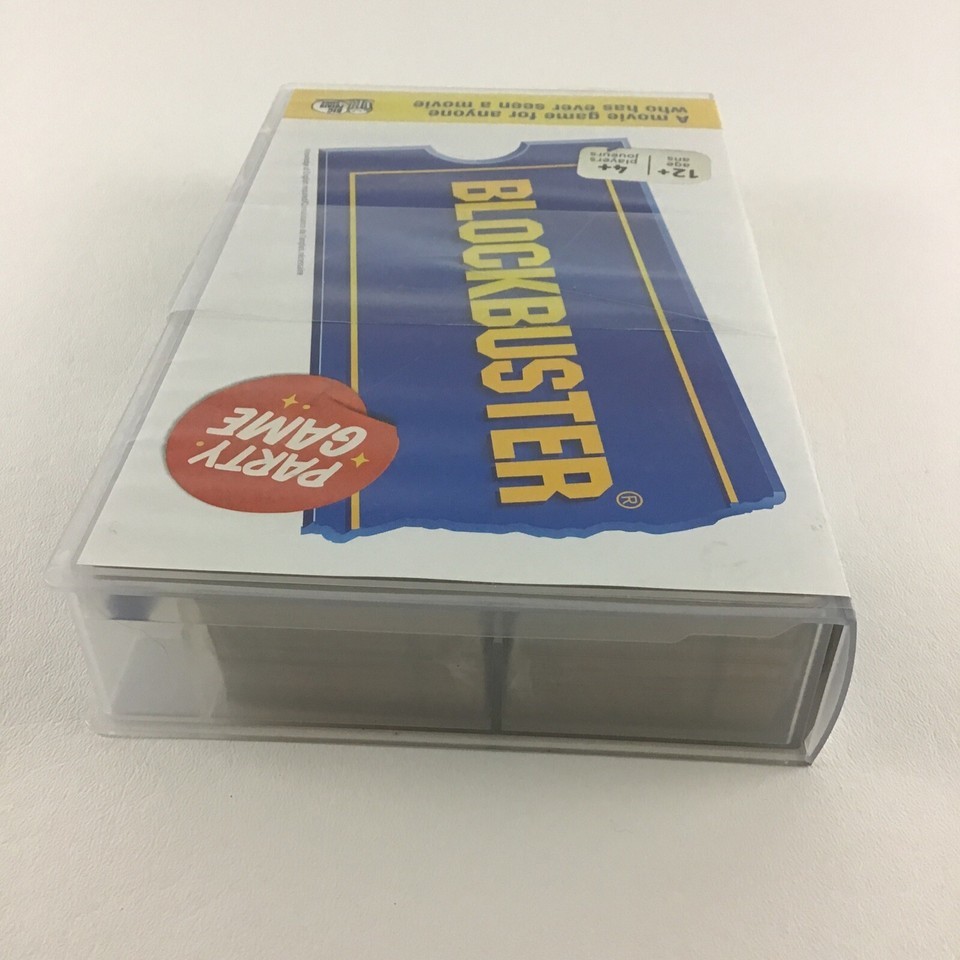 A movie game for anyone
who has ever seen a movie
12+ | 4+
age players
ans joueurs
BLOCKBUSTER®
PARTY
GAME